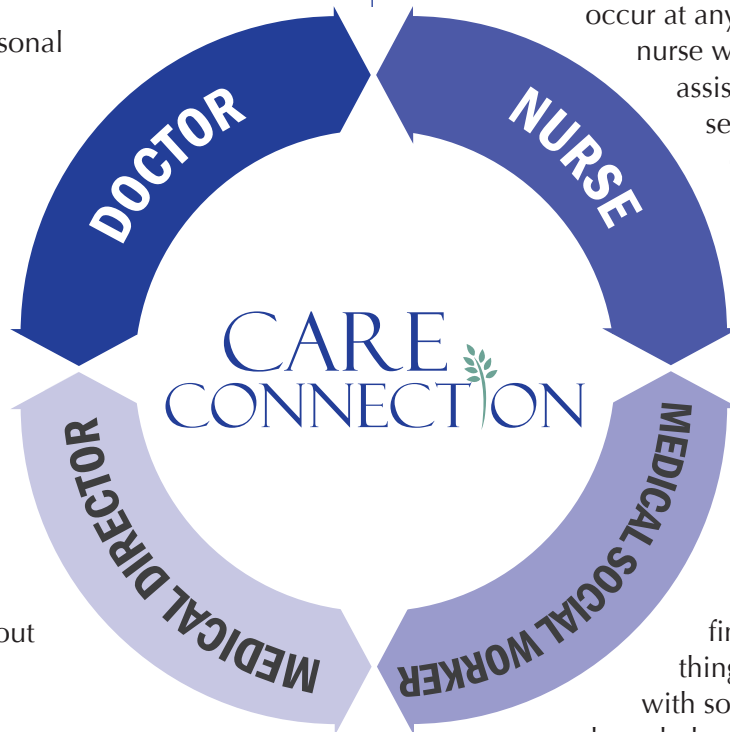 occur at any
nurse w
assis
se
sonal
DOCTOR
NURSE
CARE
CONNECTION
MEDICAL DIRECTOR
MEDICAL SOCIAL WORKER
out
fin
thing
with so